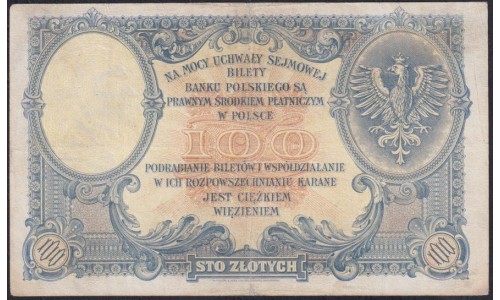 NA MOCY UCHWAŁY SEJMOWEJ
BILETY
BANKU POLSKIEGO SĄ
PRAWNYM ŚRODKIEM PŁATNICZYM
W POLSCE
100
PODRABIANIE BILETÓW I WSPÓŁDZIAŁANIE
W ICH ROZPOWSZECHNIANIU KARANE
JEST CIĘŻKIEM
WIĘZIENIEM
100
STO ZŁOTYCH
100